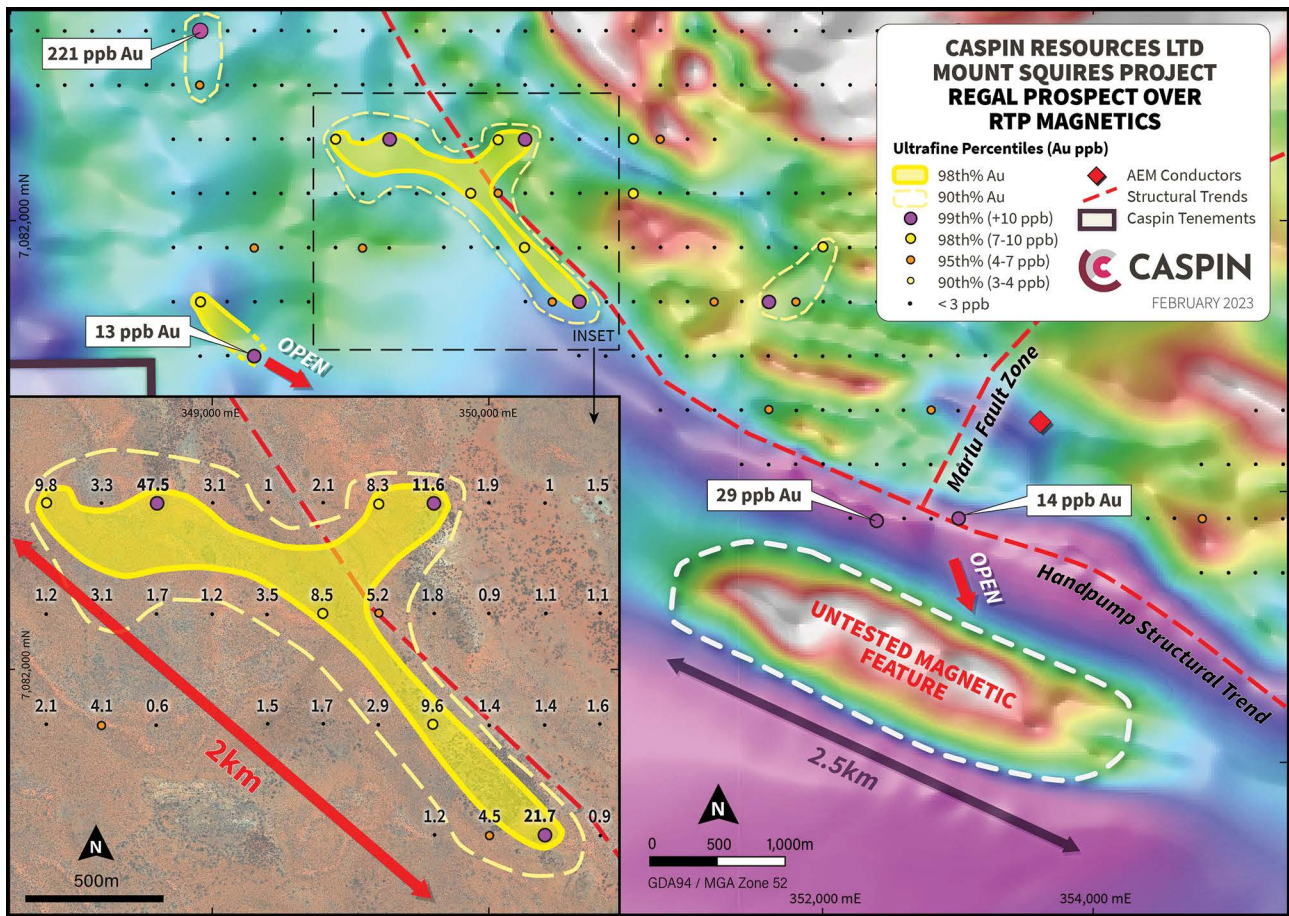 221 ppb Au
CASPIN RESOURCES LTD
MOUNT SQUIRES PROJECT
REGAL PROSPECT OVER
RTP MAGNETICS
Ultrafine Percentiles (Au ppb)
98th% Au
90th% Au
99th% (+10 ppb)
98th% (7-10 ppb)
95th% (4-7 ppb)
90th% (3-4 ppb)
< 3 ppb
AEM Conductors
Structural Trends
Caspin Tenements
CASPIN
FEBRUARY 2023
7,082,000 mN
13 ppb Au
OPEN
INSET
349,000 mE
350,000 mE
9.8 3.3 47.5 3.1 1 2.1 8.3 11.6 1.9 1 1.5
1.2 3.1 1.7 1.2 3.5 8.5 5.2 1.8 0.9 1.1 1.1
7,082,000 mN
2.1 4.1 0.6 1.5 1.7 2.9 9.6 1.4 1.4 1.6
2km
1.2 4.5 21.7 0.9
N
500m
Marlu Fault Zone
29 ppb Au
14 ppb Au
OPEN
Handpump Structural Trend
UNTESTED MAGNETIC
FEATURE
2.5km
N
0 500 1,000m
GDA94 / MGA Zone 52
352,000 mE
354,000 mE